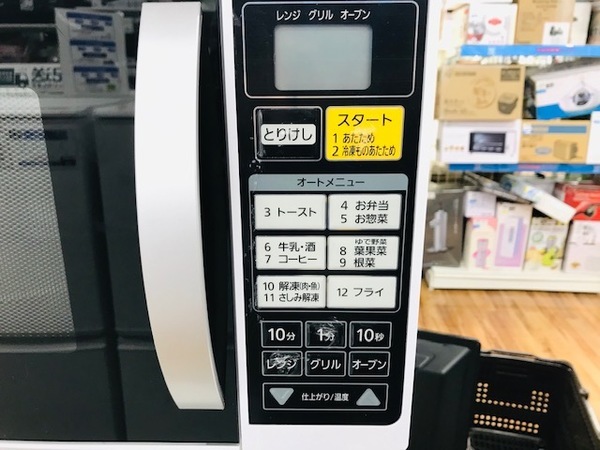 レンジ グリル オーブン
とりけし
スタート
1 あたため
2 冷凍ものあたため
オートメニュー
3 トースト
4 お弁当
5 お惣菜
6 牛乳・酒
7 コーヒー
ゆで野菜
8 葉果菜
9 根菜
10 解凍(肉・魚)
11 さしみ解凍
12 フライ
10分
1分
10秒
レンジ
グリル
オーブン
仕上がり/温度